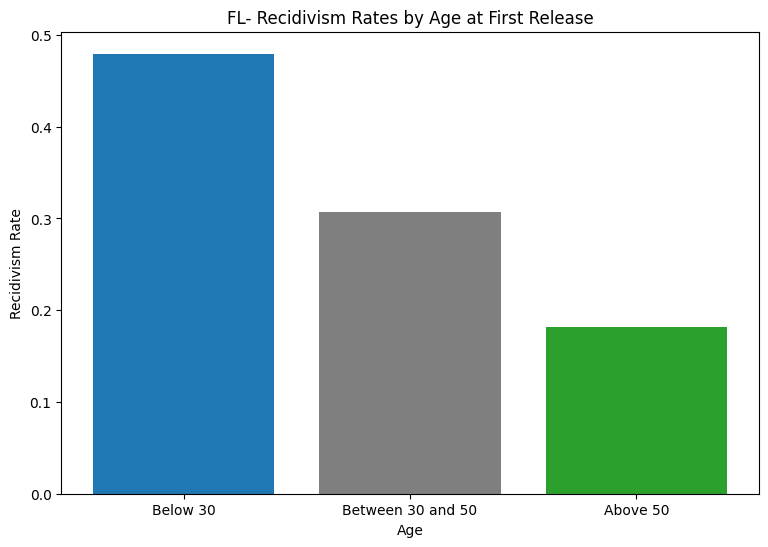 FL- Recidivism Rates by Age at First Release
0.5
0.4
0.3
0.2
0.1
0.0
Recidivism Rate
Below 30
Between 30 and 50
Above 50
Age